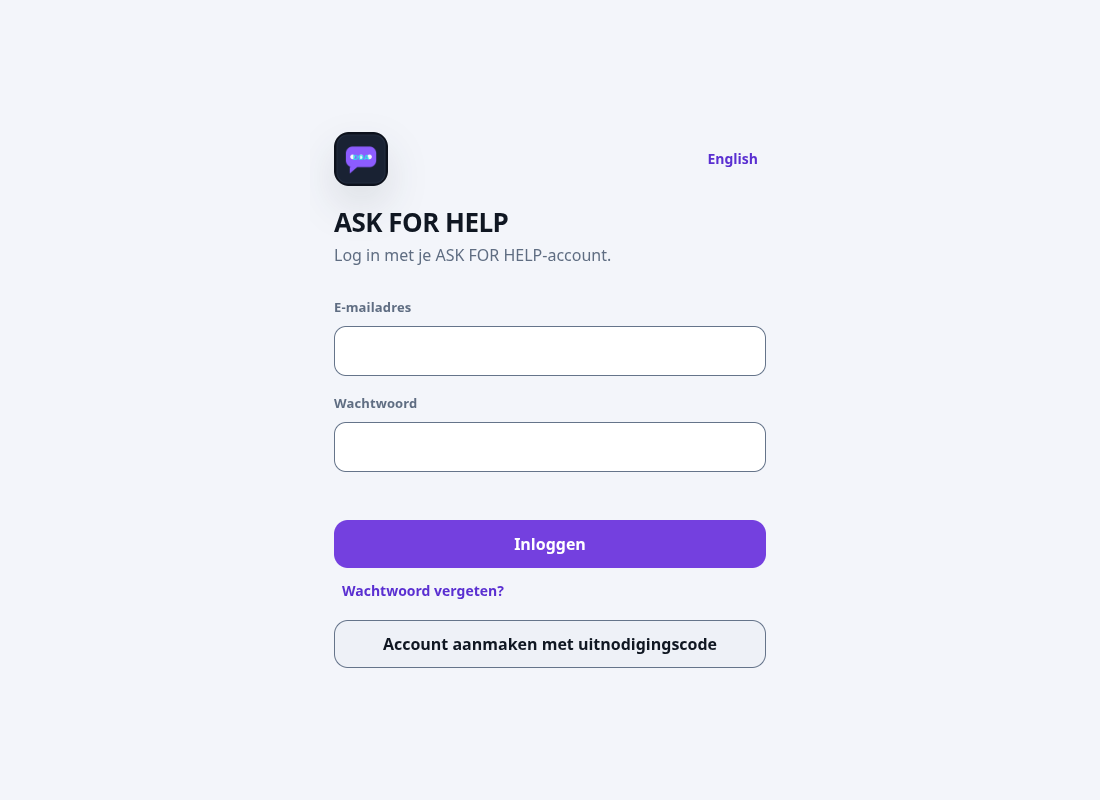 English
ASK FOR HELP
Log in met je ASK FOR HELP-account.
E-mailadres
Wachtwoord
Inloggen
Wachtwoord vergeten?
Account aanmaken met uitnodigingscode